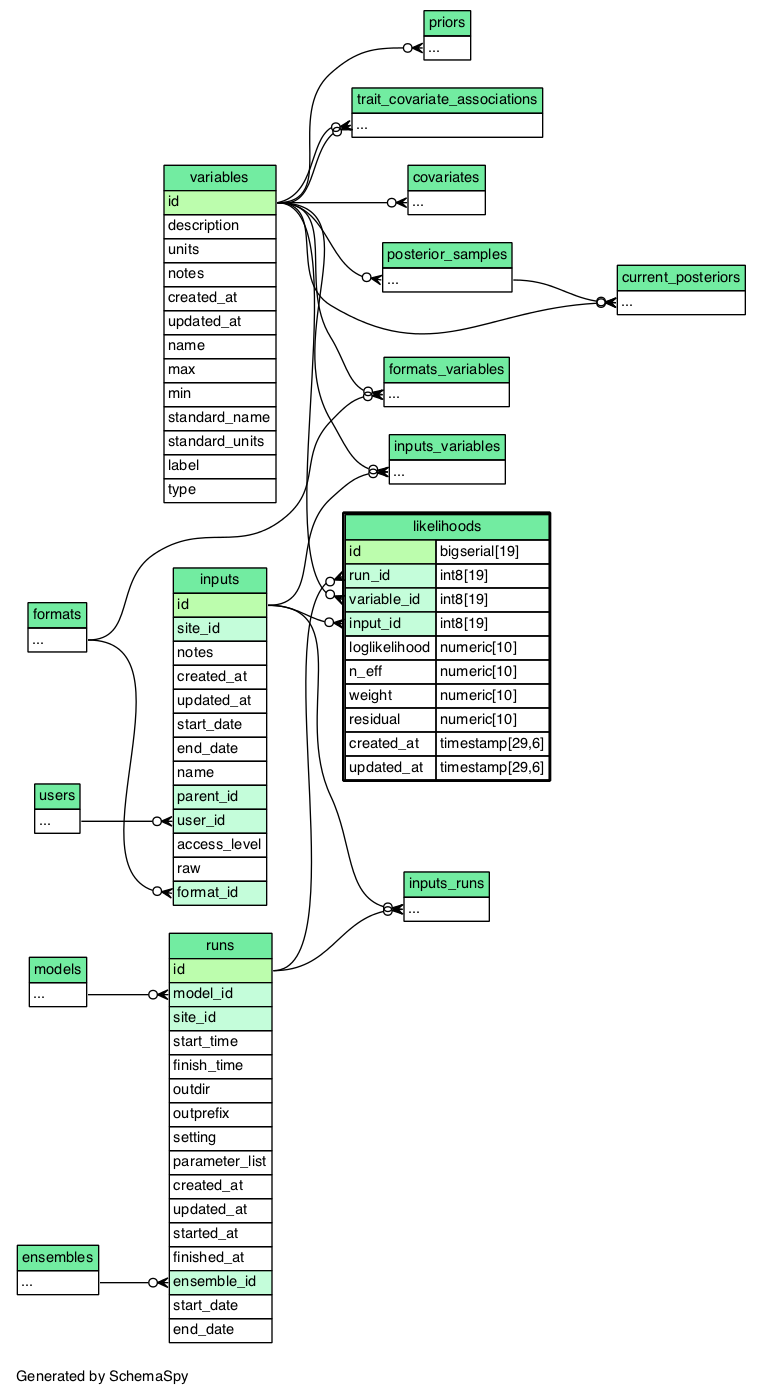 priors
...
trait_covariate_associations
...
variables
id
description
units
notes
created_at
updated_at
name
max
min
standard_name
standard_units
label
type
covariates
...
posterior_samples
...
current_posteriors
...
formats_variables
...
inputs_variables
...
likelihoods
id bigserial[19]
run_id int8[19]
variable_id int8[19]
input_id int8[19]
loglikelihood numeric[10]
n_eff numeric[10]
weight numeric[10]
residual numeric[10]
created_at timestamp[29,6]
updated_at timestamp[29,6]
inputs
id
site_id
notes
created_at
updated_at
start_date
end_date
name
parent_id
user_id
access_level
raw
format_id
formats
...
users
...
inputs_runs
...
runs
id
model_id
site_id
start_time
finish_time
outdir
outprefix
setting
parameter_list
created_at
updated_at
started_at
finished_at
ensemble_id
start_date
end_date
models
...
ensembles
...
Generated by SchemaSpy